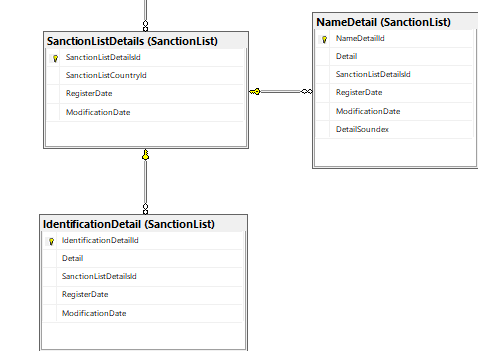 SanctionListDetails (SanctionList)
SanctionListDetailsId
SanctionListCountryId
RegisterDate
ModificationDate
NameDetail (SanctionList)
NameDetailId
Detail
SanctionListDetailsId
RegisterDate
ModificationDate
DetailSoundex
IdentificationDetail (SanctionList)
IdentificationDetailId
Detail
SanctionListDetailsId
RegisterDate
ModificationDate